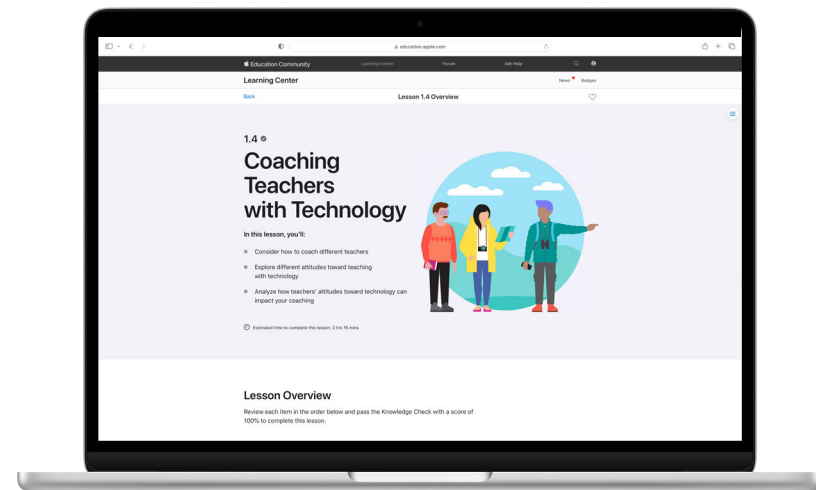 education.apple.com
Education Community
Learning Center
Forum
Get Help
Learning Center
News
Badges
Back
Lesson 1.4 Overview
1.4
Coaching
Teachers
with Technology
In this lesson, you'll:
Consider how to coach different teachers
Explore different attitudes toward teaching
with technology
Analyze how teachers' attitudes toward technology can
impact your coaching
Estimated time to complete this lesson: 2 hrs 15 mins
H
Lesson Overview
Review each item in the order below and pass the Knowledge Check with a score of
100% to complete this lesson.